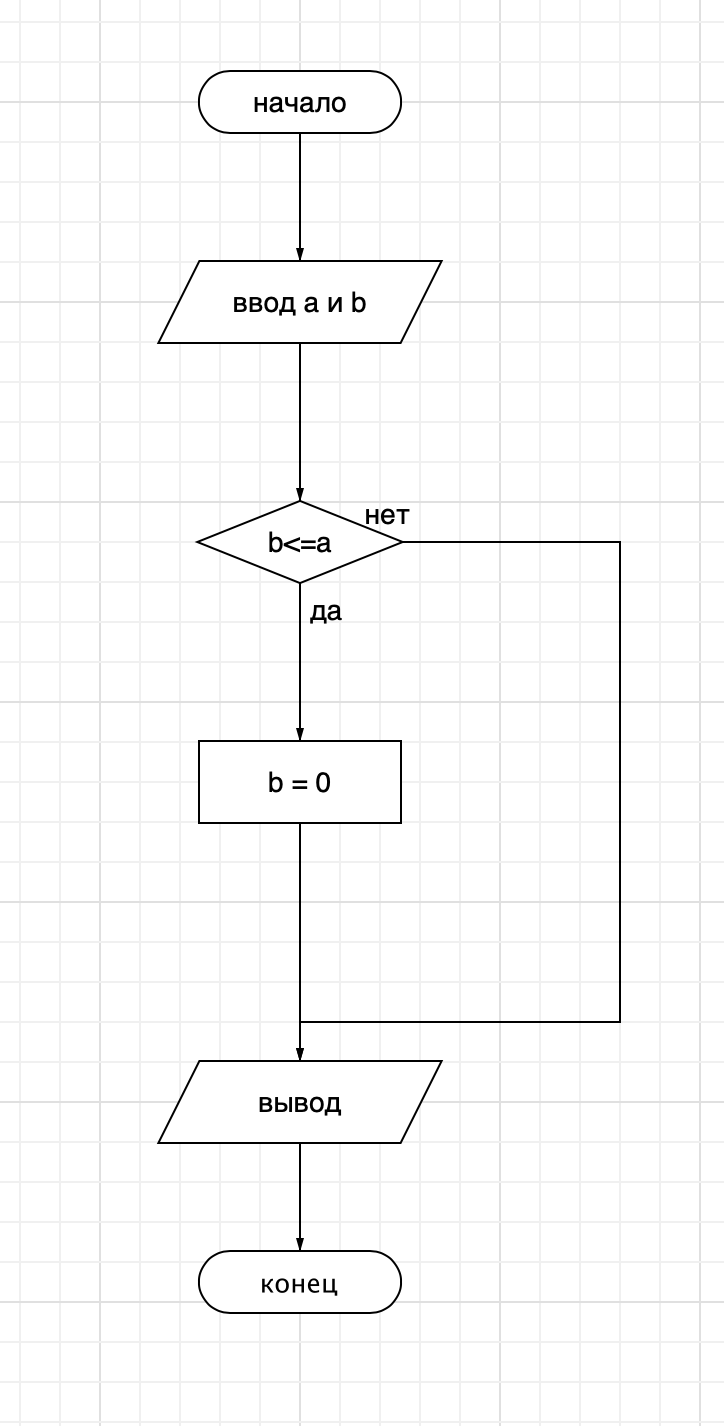 начало
ввод a и b
нет
b<=a
да
b = 0
вывод
конец